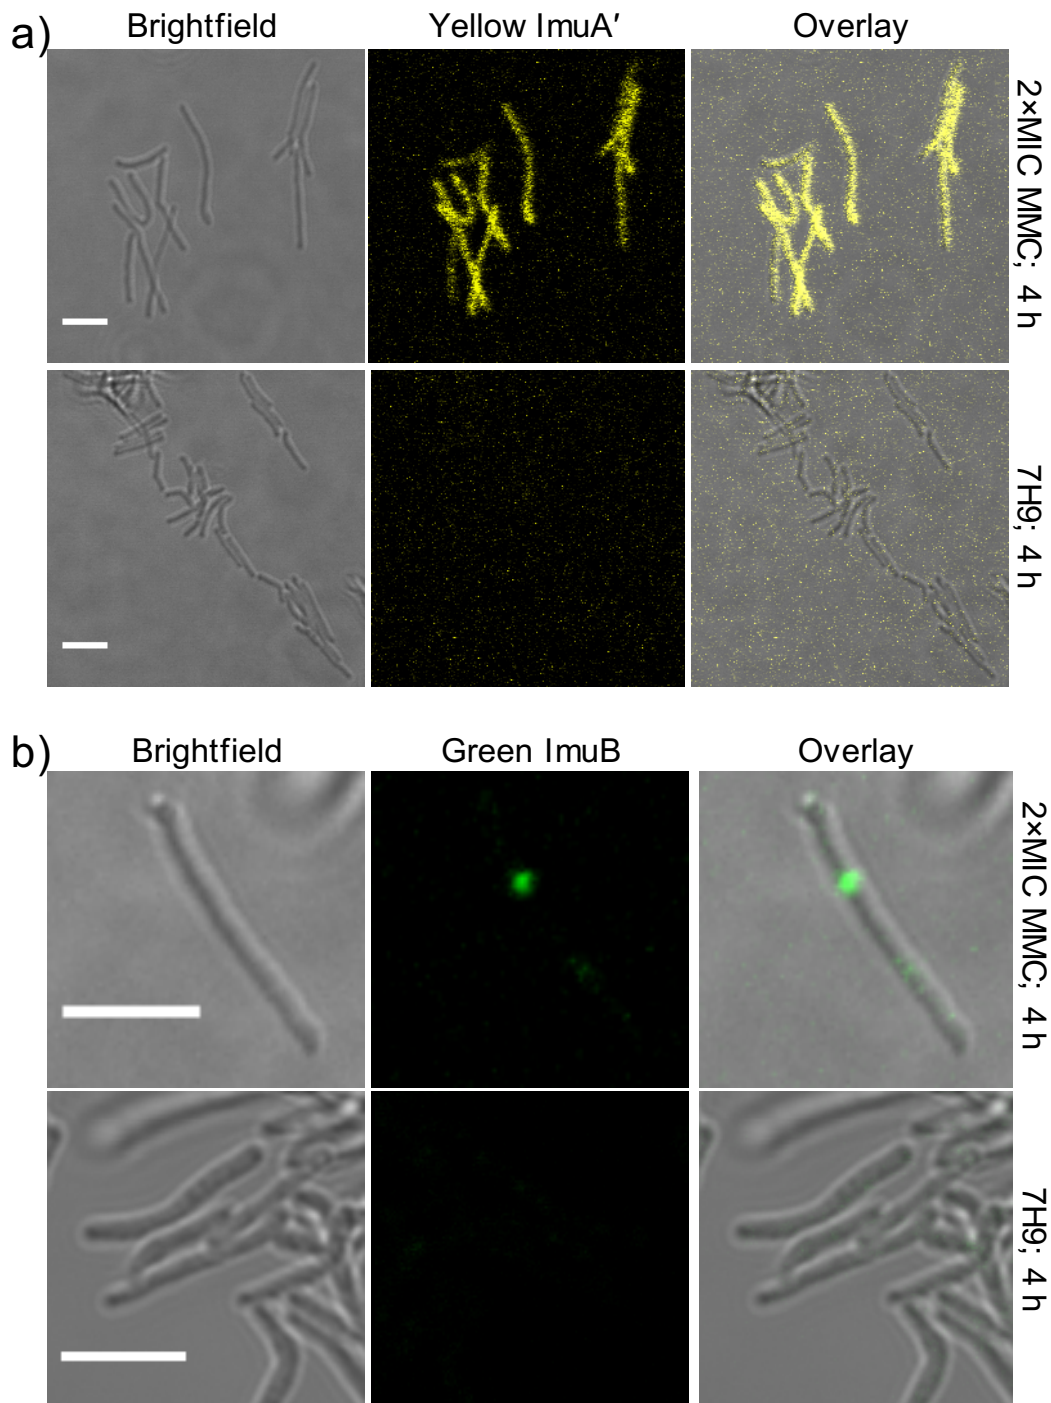 a)
Brightfield
Yellow ImuA′
Overlay
2×MIC MMC; 4 h
7H9; 4 h
b)
Brightfield
Green ImuB
Overlay
2×MIC MMC; 4 h
7H9; 4 h